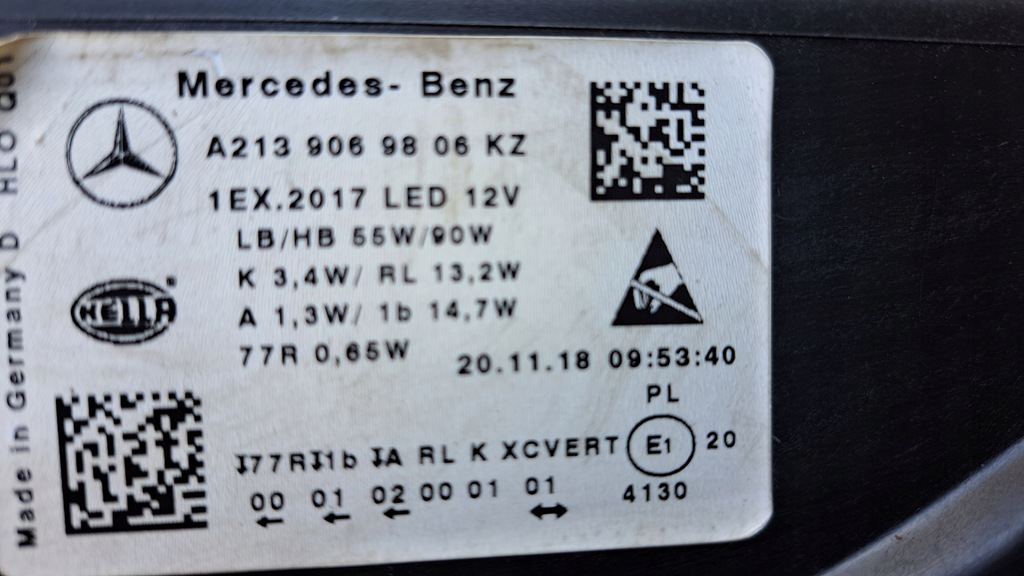 Mercedes-Benz
A213 906 98 06 KZ
1EX.2017 LED 12V
LB/HB 55W/90W
K 3,4W/ RL 13,2W
HELLA
A 1,3W/ 1b 14,7W
77R 0,65W
20.11.18 09:53:40
PL
77R 1b A RL K XCVERT E1 20
00 01 02 00 01 01 4130
Made in Germany D HLO